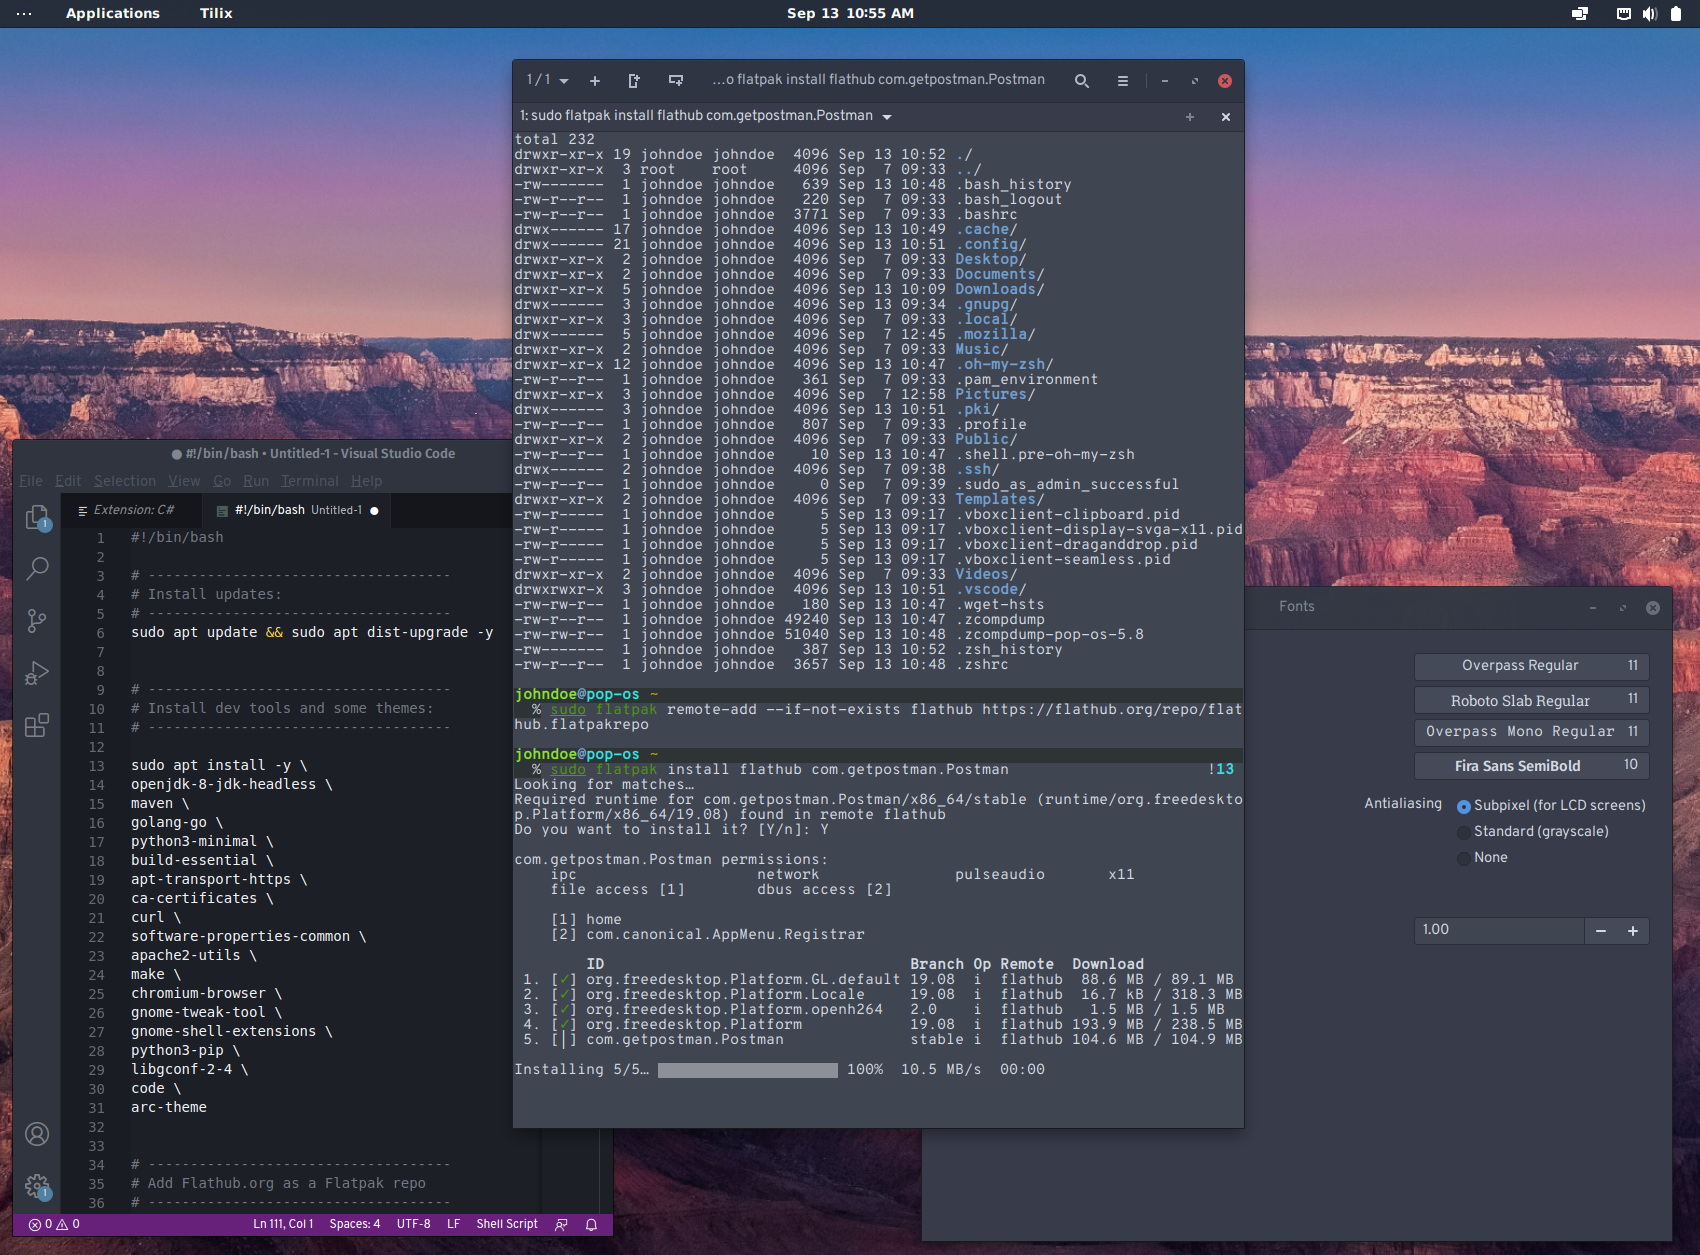 Applications Tilix Sep 13 10:55 AM
1 / 1 …o flatpak install flathub com.getpostman.Postman
1: sudo flatpak install flathub com.getpostman.Postman
total 232
drwxr-xr-x 19 johndoe johndoe  4096 Sep 13 10:52 ./
drwxr-xr-x  3 root    root     4096 Sep  7 09:33 ../
-rw-------  1 johndoe johndoe   639 Sep 13 10:48 .bash_history
-rw-r--r--  1 johndoe johndoe   220 Sep  7 09:33 .bash_logout
-rw-r--r--  1 johndoe johndoe  3771 Sep  7 09:33 .bashrc
drwx------ 17 johndoe johndoe  4096 Sep 13 10:49 .cache/
drwx------ 21 johndoe johndoe  4096 Sep 13 10:51 .config/
drwxr-xr-x  2 johndoe johndoe  4096 Sep  7 09:33 Desktop/
drwxr-xr-x  2 johndoe johndoe  4096 Sep  7 09:33 Documents/
drwxr-xr-x  5 johndoe johndoe  4096 Sep 13 10:09 Downloads/
drwx------  3 johndoe johndoe  4096 Sep 13 09:34 .gnupg/
drwxr-xr-x  3 johndoe johndoe  4096 Sep  7 09:33 .local/
drwx------  5 johndoe johndoe  4096 Sep  7 12:45 .mozilla/
drwxr-xr-x  2 johndoe johndoe  4096 Sep  7 09:33 Music/
drwxr-xr-x 12 johndoe johndoe  4096 Sep 13 10:47 .oh-my-zsh/
-rw-r--r--  1 johndoe johndoe   361 Sep  7 09:33 .pam_environment
drwxr-xr-x  3 johndoe johndoe  4096 Sep  7 12:58 Pictures/
drwx------  3 johndoe johndoe  4096 Sep 13 10:51 .pki/
-rw-r--r--  1 johndoe johndoe   807 Sep  7 09:33 .profile
drwxr-xr-x  2 johndoe johndoe  4096 Sep  7 09:33 Public/
-rw-r--r--  1 johndoe johndoe    10 Sep 13 10:47 .shell.pre-oh-my-zsh
drwx------  2 johndoe johndoe  4096 Sep  7 09:38 .ssh/
-rw-r--r--  1 johndoe johndoe     0 Sep  7 09:39 .sudo_as_admin_successful
drwxr-xr-x  2 johndoe johndoe  4096 Sep  7 09:33 Templates/
-rw-r-----  1 johndoe johndoe     5 Sep 13 09:17 .vboxclient-clipboard.pid
-rw-r-----  1 johndoe johndoe     5 Sep 13 09:17 .vboxclient-display-svga-x11.pid
-rw-r-----  1 johndoe johndoe     5 Sep 13 09:17 .vboxclient-draganddrop.pid
-rw-r-----  1 johndoe johndoe     5 Sep 13 09:17 .vboxclient-seamless.pid
drwxr-xr-x  2 johndoe johndoe  4096 Sep  7 09:33 Videos/
drwxrwxr-x  3 johndoe johndoe  4096 Sep 13 10:51 .vscode/
-rw-rw-r--  1 johndoe johndoe   180 Sep 13 10:47 .wget-hsts
-rw-r--r--  1 johndoe johndoe 49240 Sep 13 10:47 .zcompdump
-rw-rw-r--  1 johndoe johndoe 51040 Sep 13 10:48 .zcompdump-pop-os-5.8
-rw-------  1 johndoe johndoe   387 Sep 13 10:52 .zsh_history
-rw-r--r--  1 johndoe johndoe  3657 Sep 13 10:48 .zshrc
johndoe@pop-os ~
% sudo flatpak remote-add --if-not-exists flathub https://flathub.org/repo/flat
hub.flatpakrepo
johndoe@pop-os ~
% sudo flatpak install flathub com.getpostman.Postman !13
Looking for matches…
Required runtime for com.getpostman.Postman/x86_64/stable (runtime/org.freedeskto
p.Platform/x86_64/19.08) found in remote flathub
Do you want to install it? [Y/n]: Y
com.getpostman.Postman permissions:
ipc network pulseaudio x11
file access [1] dbus access [2]
[1] home
[2] com.canonical.AppMenu.Registrar
ID Branch Op Remote Download
1. [✓] org.freedesktop.Platform.GL.default 19.08 i flathub 88.6 MB / 89.1 MB
2. [✓] org.freedesktop.Platform.Locale 19.08 i flathub 16.7 kB / 318.3 MB
3. [✓] org.freedesktop.Platform.openh264 2.0 i flathub 1.5 MB / 1.5 MB
4. [✓] org.freedesktop.Platform 19.08 i flathub 193.9 MB / 238.5 MB
5. [|] com.getpostman.Postman stable i flathub 104.6 MB / 104.9 MB
Installing 5/5… 100% 10.5 MB/s 00:00
● #!/bin/bash • Untitled-1 - Visual Studio Code
File Edit Selection View Go Run Terminal Help
Extension: C# #!/bin/bash Untitled-1 ●
1 #!/bin/bash
2
3 # ------------------------------------
4 # Install updates:
5 # ------------------------------------
6 sudo apt update && sudo apt dist-upgrade -y
7
8
9 # ------------------------------------
10 # Install dev tools and some themes:
11 # ------------------------------------
12
13 sudo apt install -y \
14 openjdk-8-jdk-headless \
15 maven \
16 golang-go \
17 python3-minimal \
18 build-essential \
19 apt-transport-https \
20 ca-certificates \
21 curl \
22 software-properties-common \
23 apache2-utils \
24 make \
25 chromium-browser \
26 gnome-tweak-tool \
27 gnome-shell-extensions \
28 python3-pip \
29 libgconf-2-4 \
30 code \
31 arc-theme
32
33
34 # ------------------------------------
35 # Add Flathub.org as a Flatpak repo
36 # ------------------------------------
1
1
0 0 Ln 111, Col 1 Spaces: 4 UTF-8 LF Shell Script
Fonts
Overpass Regular 11
Roboto Slab Regular 11
Overpass Mono Regular 11
Fira Sans SemiBold 10
Antialiasing Subpixel (for LCD screens)
Standard (grayscale)
None
1.00 − +